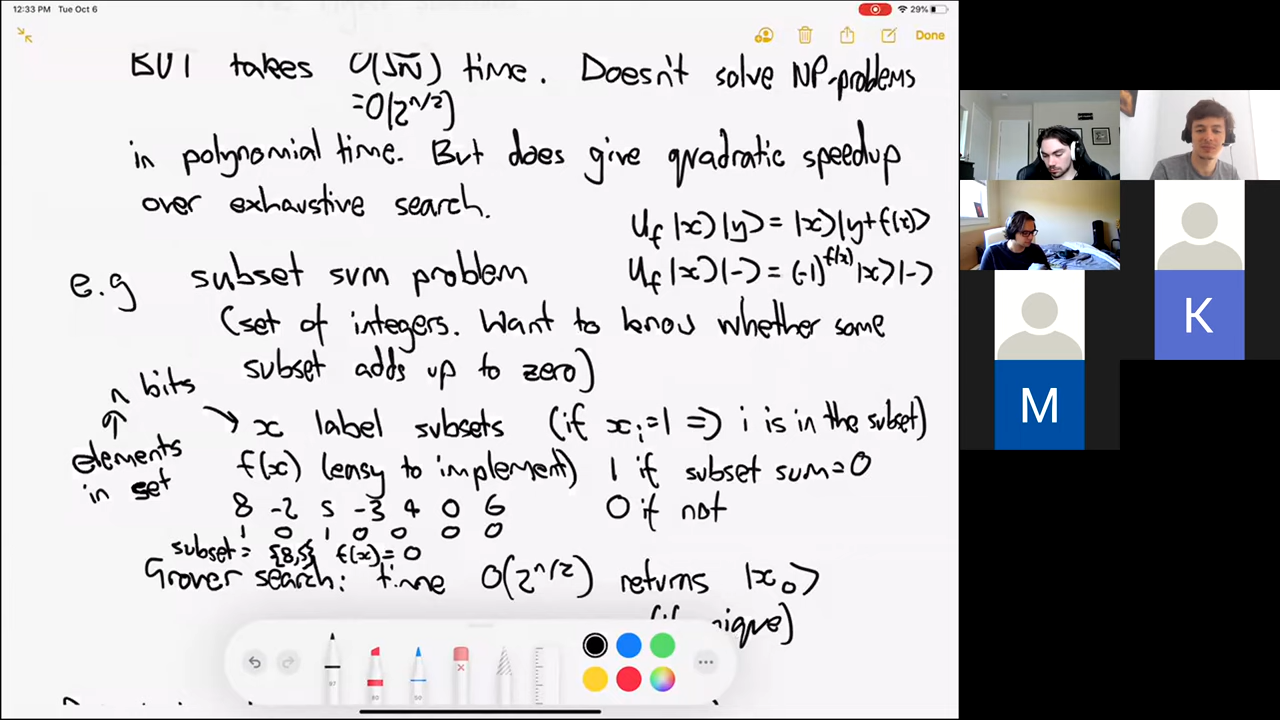 12:33 PM Tue Oct 6
29%
Done
BUT takes O(√N) time. Doesn't solve NP-problems
=O(2^n/2)
in polynomial time. But does give quadratic speedup
over exhaustive search.
U_f |x>|y> = |x>|y+f(x)>
U_f |x>|-> = (-1)^f(x) |x>|->
e.g subset sum problem
(set of integers. Want to know whether some
subset adds up to zero)
n bits
↑
elements
in set
→ x label subsets (if x_i=1 => i is in the subset)
f(x) (easy to implement) 1 if subset sum=0
8 -2 5 -3 4 0 6 0 if not
1 0 1 0 0 0 0
subset = {8,5} f(x)= 0
Grover search: time O(2^n/2) returns |x_0>
(if unique)
87
80
50
K
M